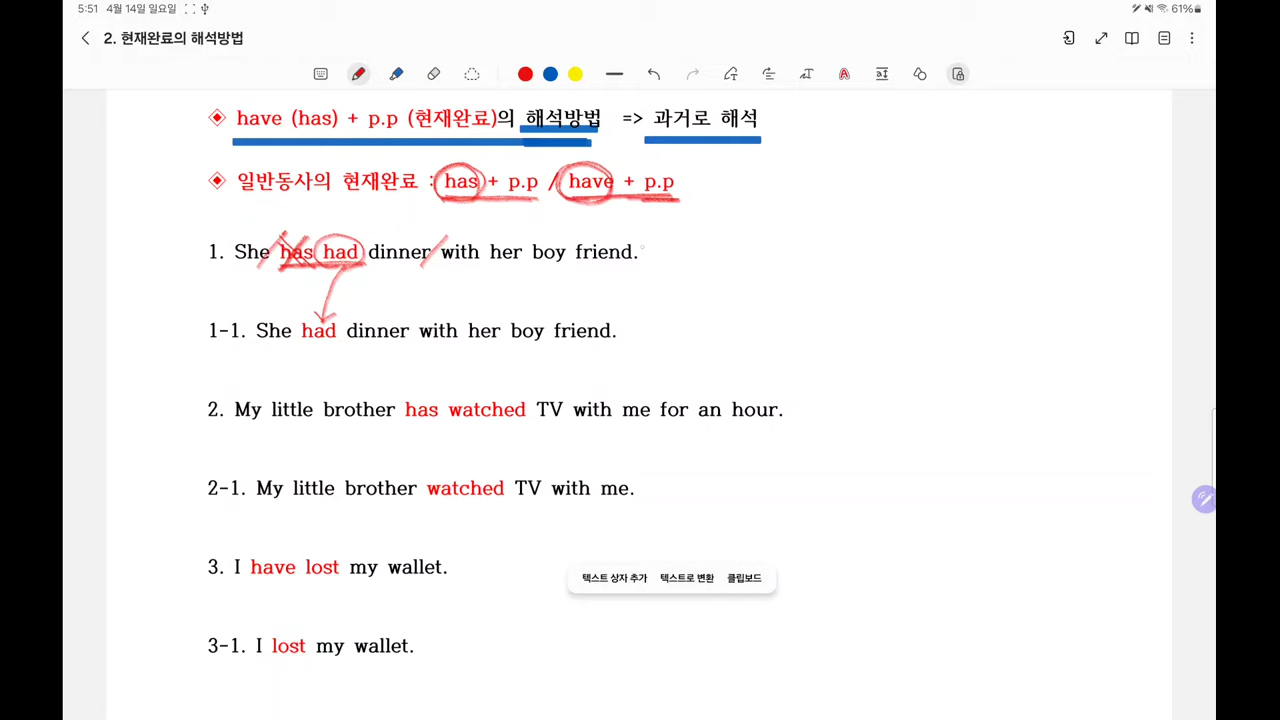 5:51 4월 14일 일요일 61%
2. 현재완료의 해석방법
◈ have (has) + p.p (현재완료)의 해석방법 => 과거로 해석
◈ 일반동사의 현재완료 : has + p.p / have + p.p
1. She has had dinner with her boy friend.
1-1. She had dinner with her boy friend.
2. My little brother has watched TV with me for an hour.
2-1. My little brother watched TV with me.
3. I have lost my wallet.
텍스트 상자 추가 텍스트로 변환 클립보드
3-1. I lost my wallet.